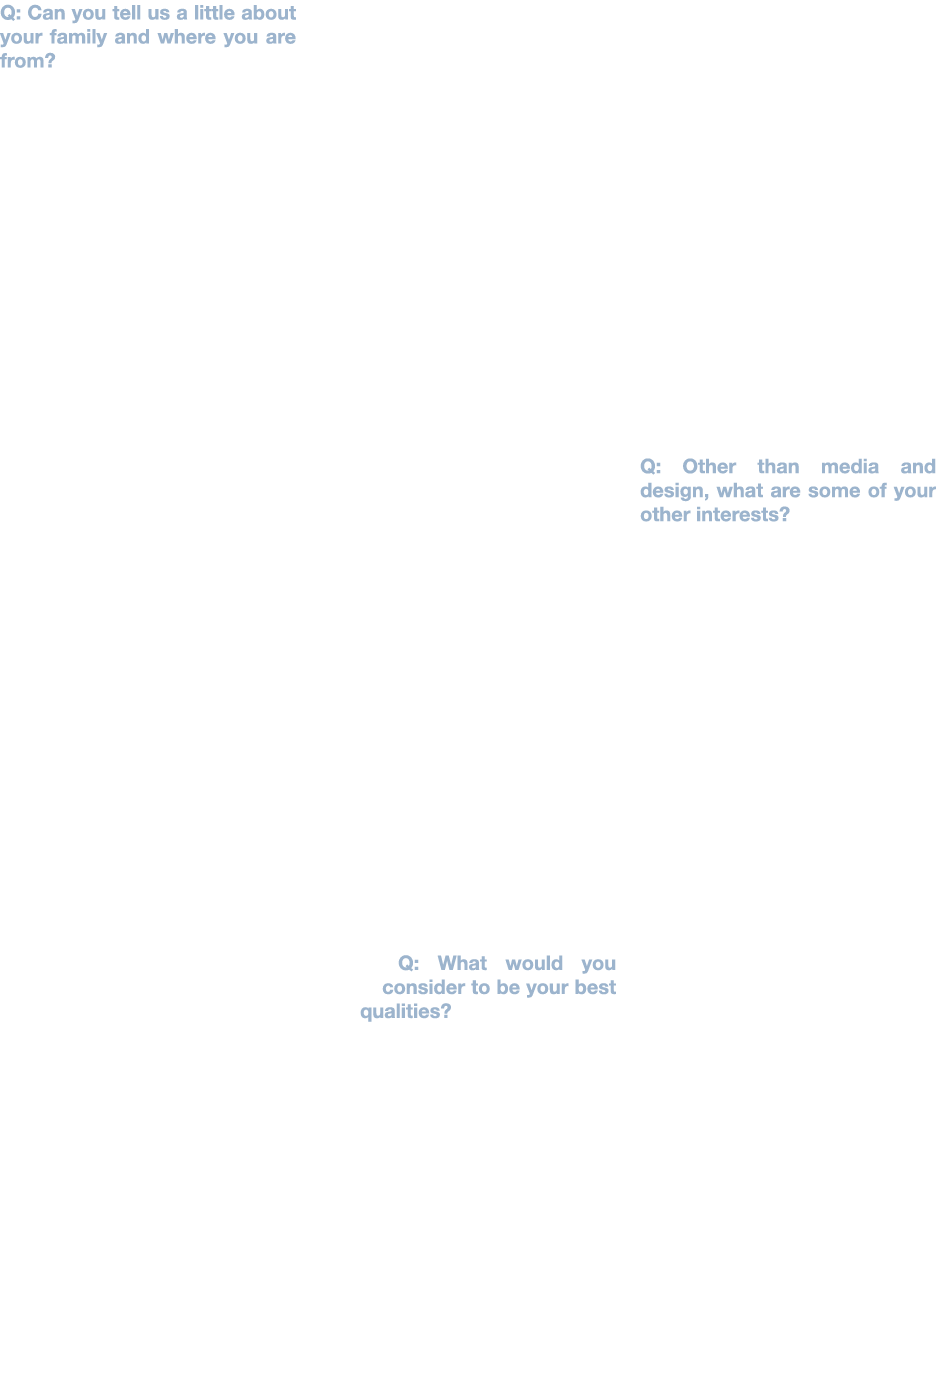 Q: Can you tell us a little about
your family and where you are
from?
Q: What would you
consider to be your best
qualities?
Q: Other than media and
design, what are some of your
other interests?